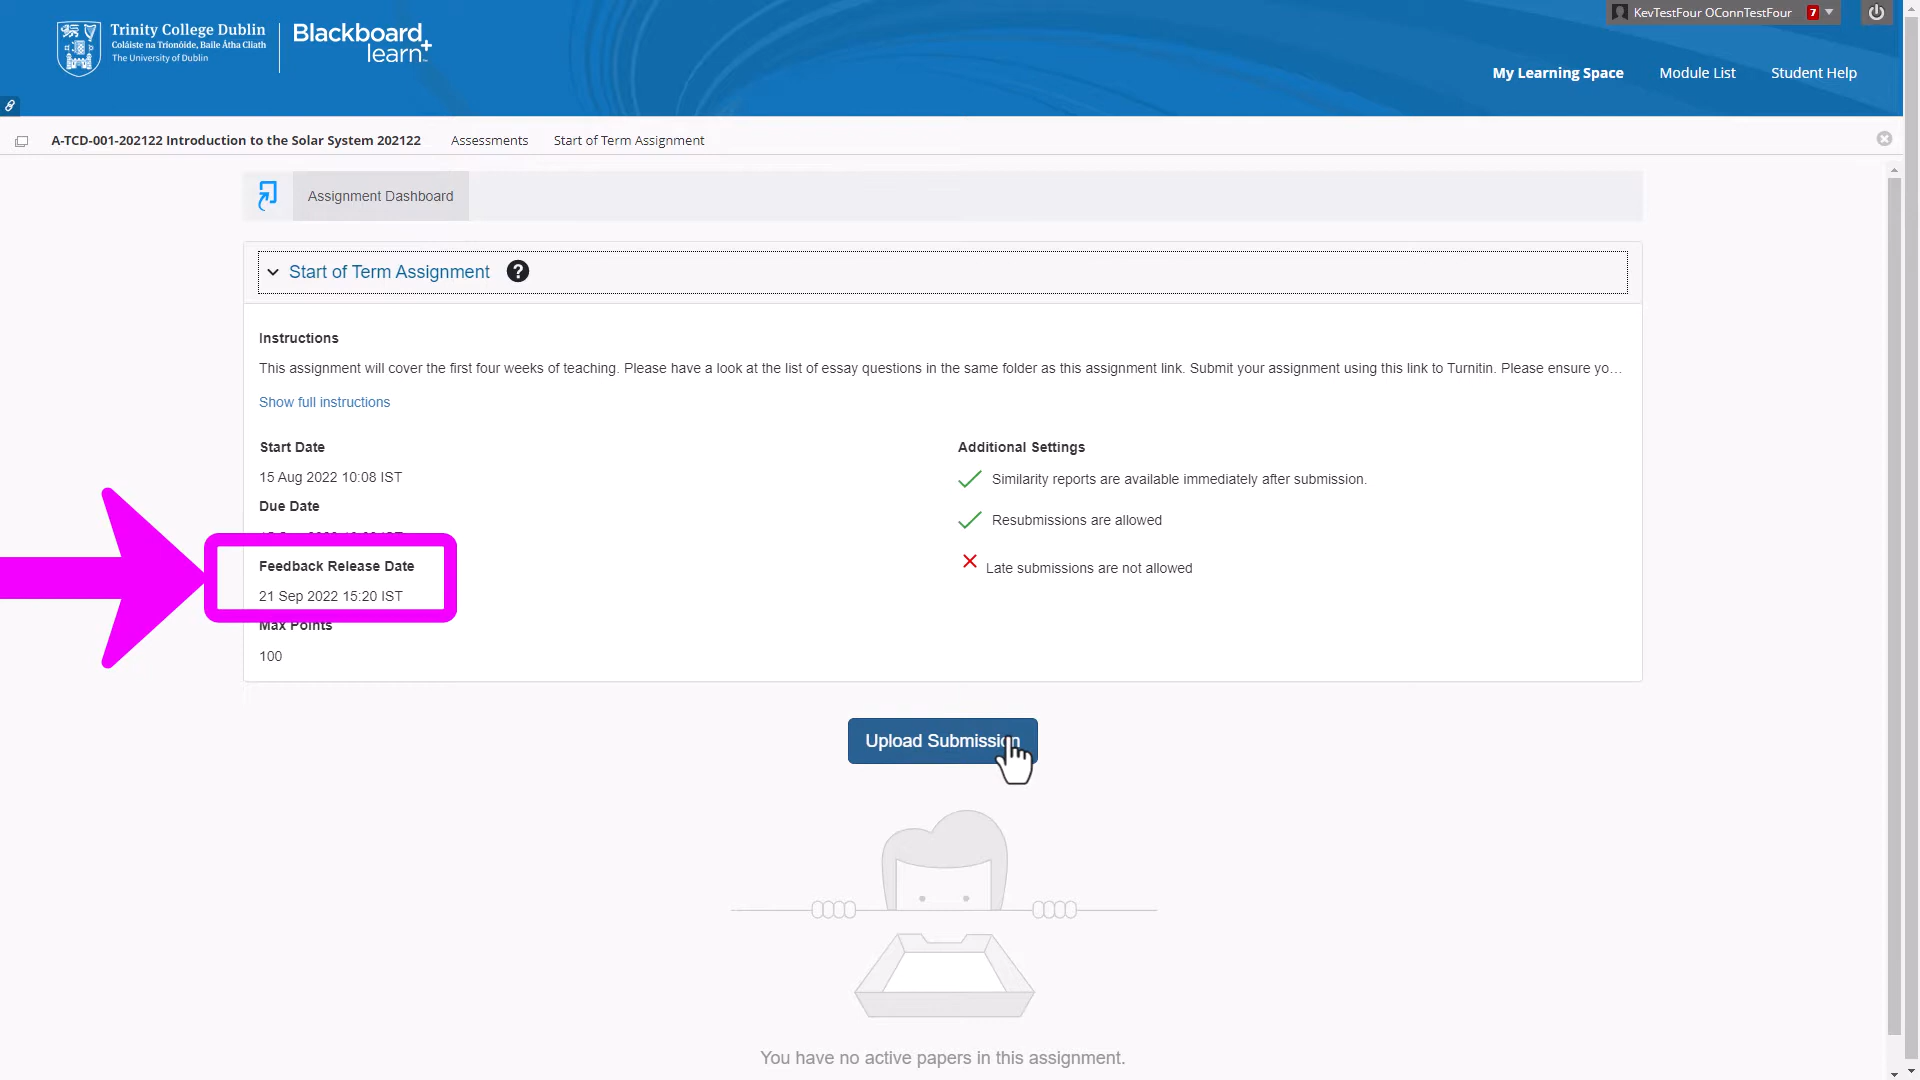 KevTestFour OConnTestFour 7
Trinity College Dublin
Coláiste na Tríonóide, Baile Átha Cliath
The University of Dublin
Blackboard
learn+
My Learning Space Module List Student Help
A-TCD-001-202122 Introduction to the Solar System 202122 Assessments Start of Term Assignment
Assignment Dashboard
Start of Term Assignment ?
Instructions
This assignment will cover the first four weeks of teaching. Please have a look at the list of essay questions in the same folder as this assignment link. Submit your assignment using this link to Turnitin. Please ensure yo…
Show full instructions
Start Date
15 Aug 2022 10:08 IST
Due Date
Feedback Release Date
21 Sep 2022 15:20 IST
Max Points
100
Additional Settings
Similarity reports are available immediately after submission.
Resubmissions are allowed
Late submissions are not allowed
Upload Submission
You have no active papers in this assignment.